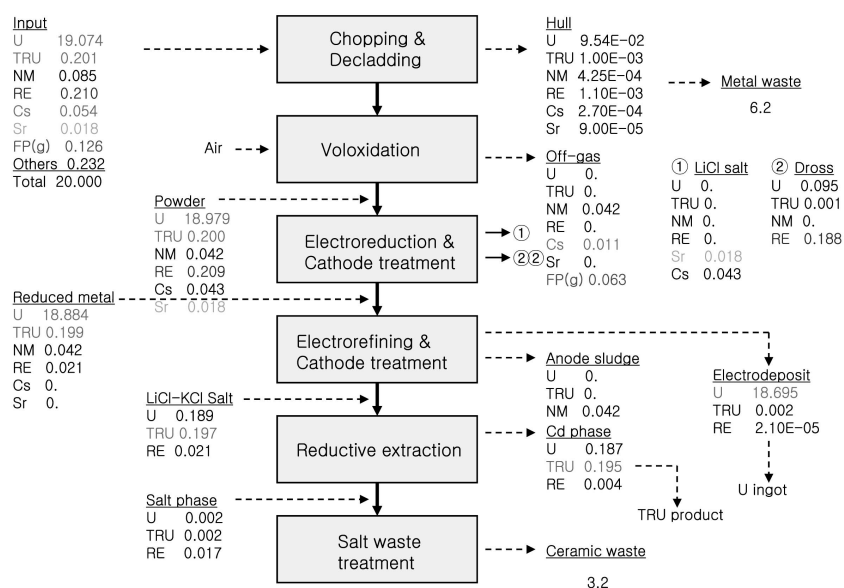 Input
U 19.074
TRU 0.201
NM 0.085
RE 0.210
Cs 0.054
Sr 0.018
FP(g) 0.126
Others 0.232
Total 20.000
Chopping &
Decladding
Hull
U 9.54E-02
TRU 1.00E-03
NM 4.25E-04
RE 1.10E-03
Cs 2.70E-04
Sr 9.00E-05
Metal waste
6.2
Air
Voloxidation
Off-gas
U 0.
TRU 0.
NM 0.042
RE 0.
Cs 0.011
Sr 0.
FP(g) 0.063
① LiCl salt
U 0.
TRU 0.
NM 0.
RE 0.
Sr 0.018
Cs 0.043
② Dross
U 0.095
TRU 0.001
NM 0.
RE 0.188
Powder
U 18.979
TRU 0.200
NM 0.042
RE 0.209
Cs 0.043
Sr 0.018
Electroreduction &
Cathode treatment
①
②②
Reduced metal
U 18.884
TRU 0.199
NM 0.042
RE 0.021
Cs 0.
Sr 0.
Electrorefining &
Cathode treatment
Anode sludge
U 0.
TRU 0.
NM 0.042
Electrodeposit
U 18.695
TRU 0.002
RE 2.10E-05
U ingot
LiCl-KCl Salt
U 0.189
TRU 0.197
RE 0.021
Reductive extraction
Cd phase
U 0.187
TRU 0.195
RE 0.004
TRU product
Salt phase
U 0.002
TRU 0.002
RE 0.017
Salt waste
treatment
Ceramic waste
3.2